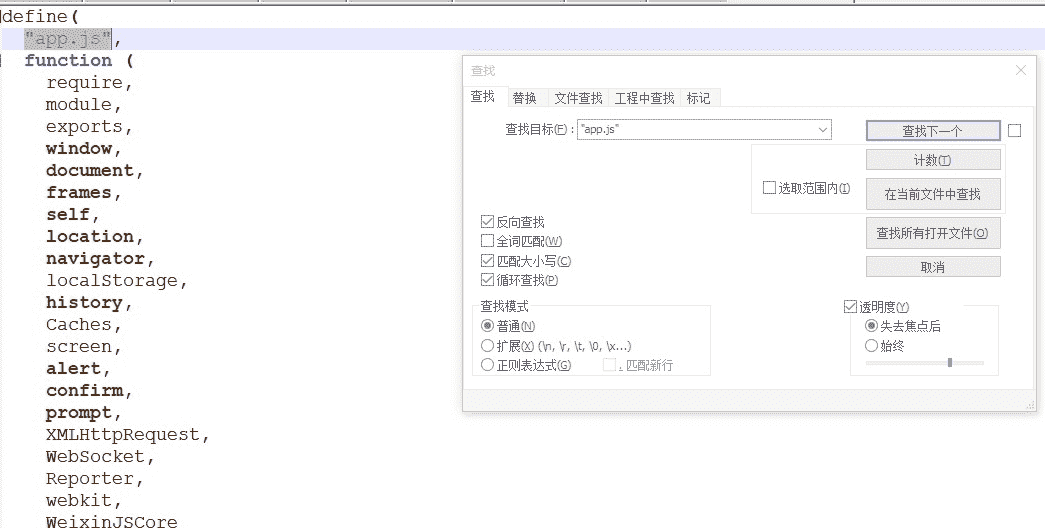 define(
"app.js",
function (
require,
module,
exports,
window,
document,
frames,
self,
location,
navigator,
localStorage,
history,
Caches,
screen,
alert,
confirm,
prompt,
XMLHttpRequest,
WebSocket,
Reporter,
webkit,
WeixinJSCore
查找
查找 替换 文件查找 工程中查找 标记
查找目标(F)： "app.js" 查找下一个
计数(T)
选取范围内(I) 在当前文件中查找
查找所有打开文件(O)
取消
反向查找
全词匹配(W)
匹配大小写(C)
循环查找(P)
查找模式
普通(N)
扩展(X) (\n, \r, \t, \0, \x...)
正则表达式(G) . 匹配新行
透明度(Y)
失去焦点后
始终